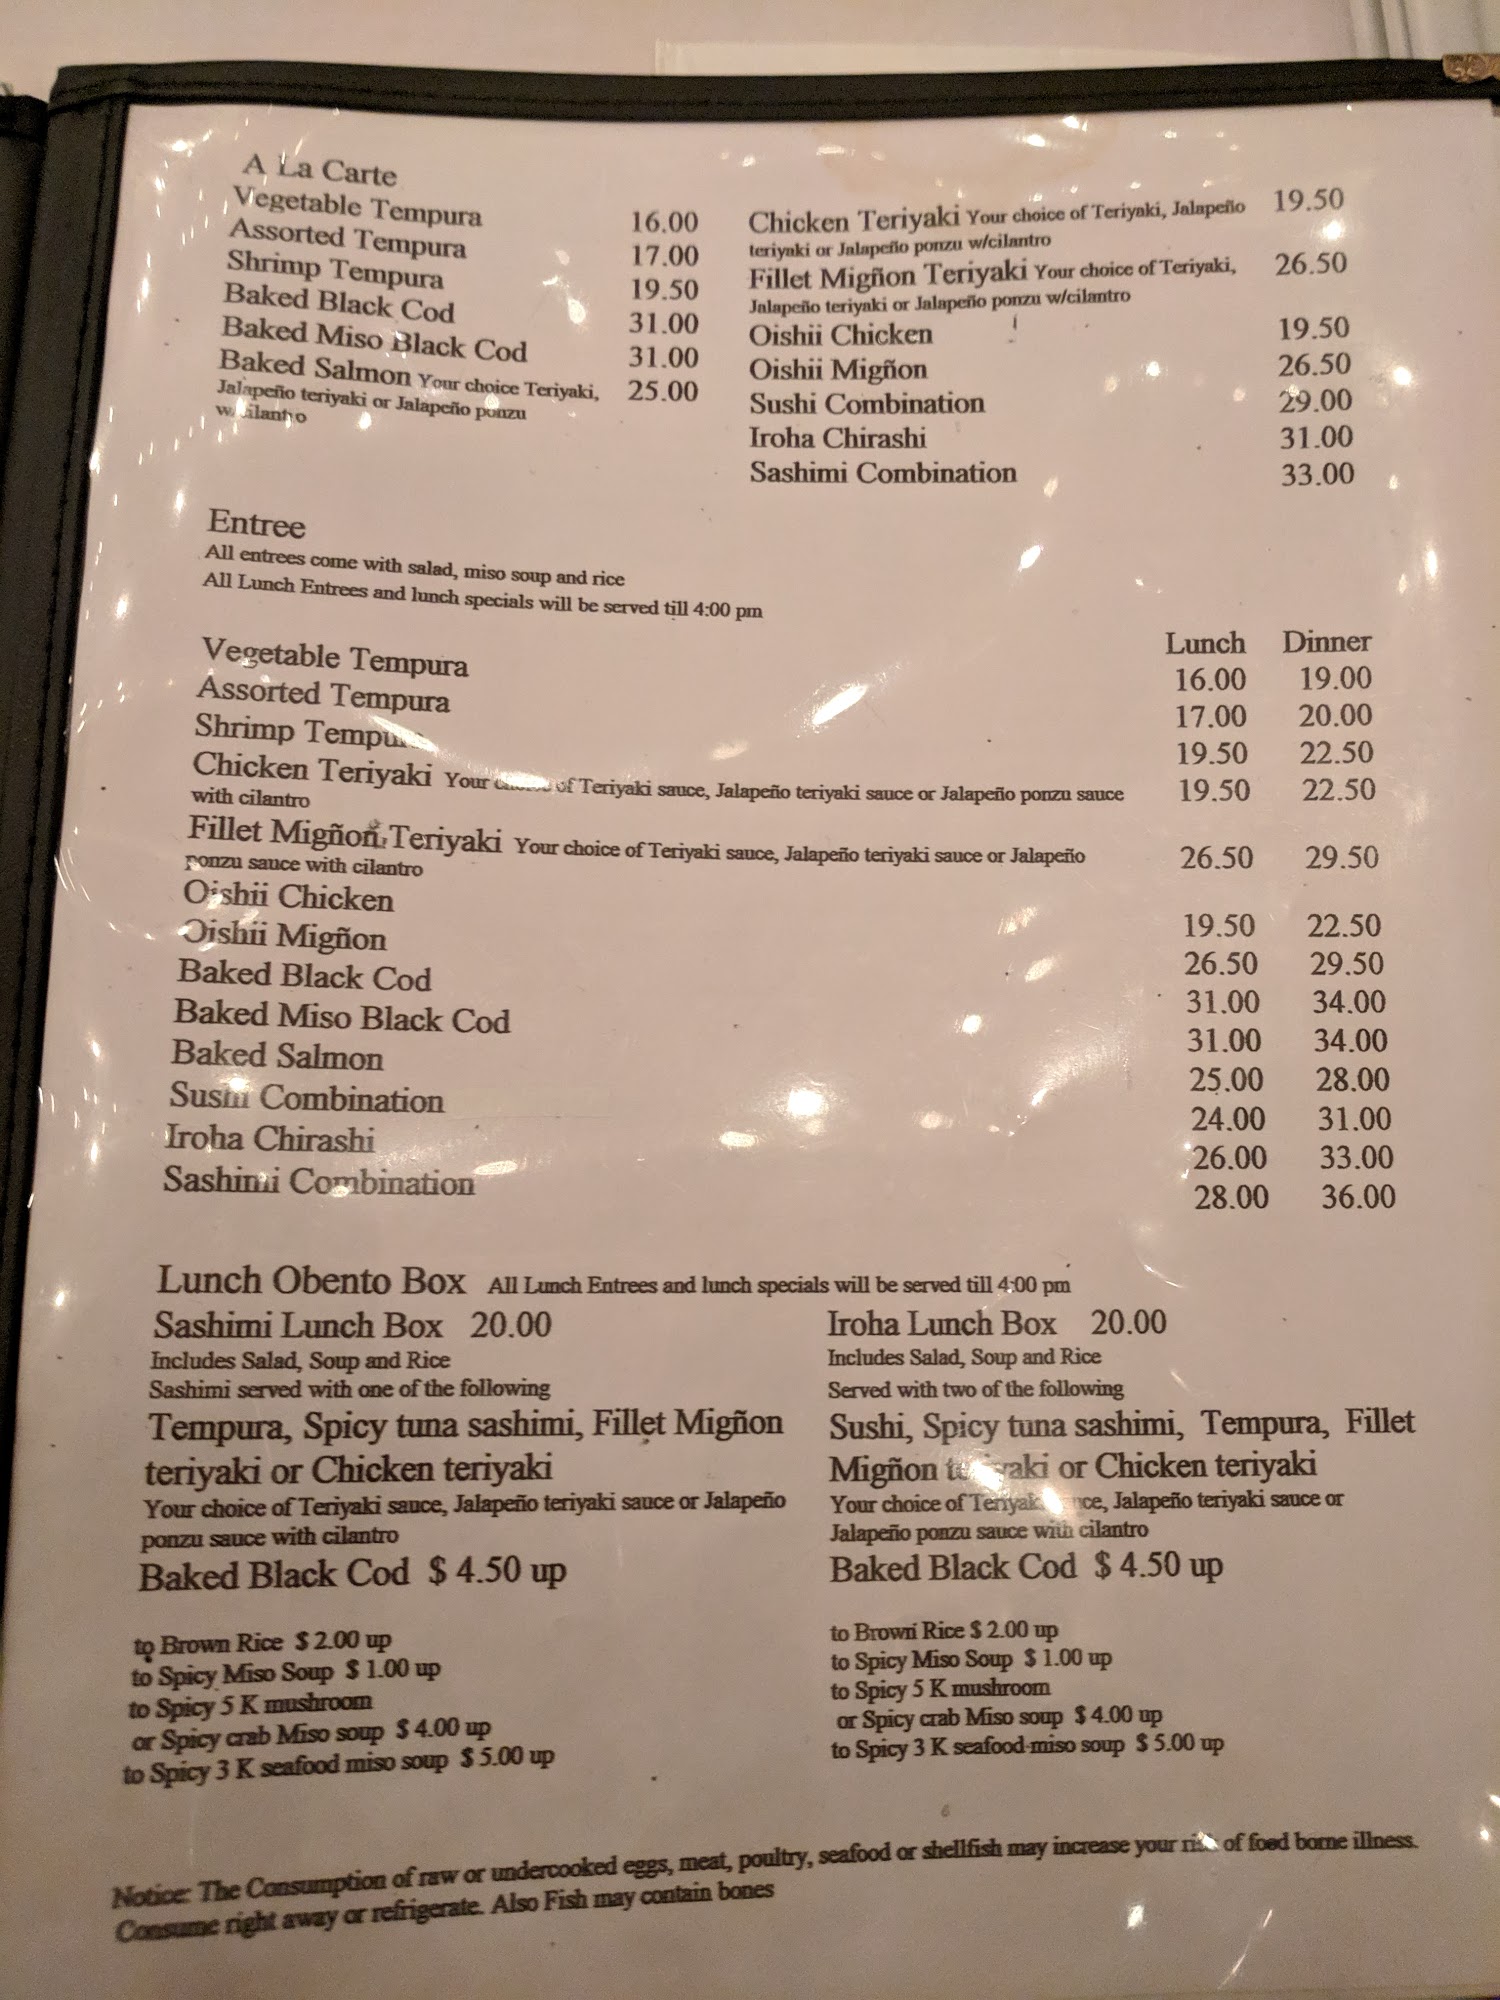 A La Carte
Vegetable Tempura 16.00
Assorted Tempura 17.00
Shrimp Tempura 19.50
Baked Black Cod 31.00
Baked Miso Black Cod 31.00
Baked Salmon Your choice Teriyaki, 25.00
Jalapeño teriyaki or Jalapeño ponzu
w/cilantro
Chicken Teriyaki Your choice of Teriyaki, Jalapeño 19.50
teriyaki or Jalapeño ponzu w/cilantro
Fillet Migñon Teriyaki Your choice of Teriyaki, 26.50
Jalapeño teriyaki or Jalapeño ponzu w/cilantro
Oishii Chicken 19.50
Oishii Migñon 26.50
Sushi Combination 29.00
Iroha Chirashi 31.00
Sashimi Combination 33.00
Entree
All entrees come with salad, miso soup and rice
All Lunch Entrees and lunch specials will be served till 4:00 pm
Lunch Dinner
Vegetable Tempura 16.00 19.00
Assorted Tempura 17.00 20.00
Shrimp Tempura 19.50 22.50
Chicken Teriyaki Your choice of Teriyaki sauce, Jalapeño teriyaki sauce or Jalapeño ponzu sauce 19.50 22.50
with cilantro
Fillet Migñon Teriyaki Your choice of Teriyaki sauce, Jalapeño teriyaki sauce or Jalapeño 26.50 29.50
ponzu sauce with cilantro
Oishii Chicken 19.50 22.50
Oishii Migñon 26.50 29.50
Baked Black Cod 31.00 34.00
Baked Miso Black Cod 31.00 34.00
Baked Salmon 25.00 28.00
Sushi Combination 24.00 31.00
Iroha Chirashi 26.00 33.00
Sashimi Combination 28.00 36.00
Lunch Obento Box All Lunch Entrees and lunch specials will be served till 4:00 pm
Sashimi Lunch Box 20.00
Includes Salad, Soup and Rice
Sashimi served with one of the following
Tempura, Spicy tuna sashimi, Fillet Migñon
teriyaki or Chicken teriyaki
Your choice of Teriyaki sauce, Jalapeño teriyaki sauce or Jalapeño
ponzu sauce with cilantro
Baked Black Cod $ 4.50 up
to Brown Rice $ 2.00 up
to Spicy Miso Soup $ 1.00 up
to Spicy 5 K mushroom
or Spicy crab Miso soup $ 4.00 up
to Spicy 3 K seafood miso soup $ 5.00 up
Iroha Lunch Box 20.00
Includes Salad, Soup and Rice
Served with two of the following
Sushi, Spicy tuna sashimi, Tempura, Fillet
Migñon teriyaki or Chicken teriyaki
Your choice of Teriyaki sauce, Jalapeño teriyaki sauce or
Jalapeño ponzu sauce with cilantro
Baked Black Cod $ 4.50 up
to Brown Rice $ 2.00 up
to Spicy Miso Soup $ 1.00 up
to Spicy 5 K mushroom
or Spicy crab Miso soup $ 4.00 up
to Spicy 3 K seafood miso soup $ 5.00 up
6
Notice: The Consumption of raw or undercooked eggs, meat, poultry, seafood or shellfish may increase your risk of food borne illness.
Consume right away or refrigerate. Also Fish may contain bones